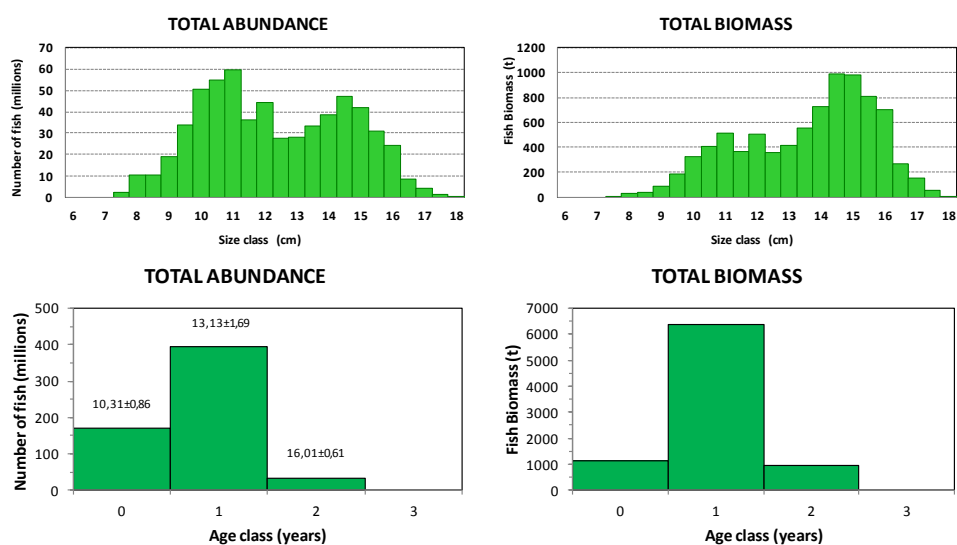 TOTAL ABUNDANCE
Number of fish (millions)
70
60
50
40
30
20
10
0
6 7 8 9 10 11 12 13 14 15 16 17 18
Size class (cm)
TOTAL BIOMASS
Fish Biomass (t)
1200
1000
800
600
400
200
0
6 7 8 9 10 11 12 13 14 15 16 17 18
Size class (cm)
TOTAL ABUNDANCE
Number of fish (millions)
500
400
300
200
100
0
13,13±1,69
10,31±0,86
16,01±0,61
0 1 2 3
Age class (years)
TOTAL BIOMASS
Fish Biomass (t)
7000
6000
5000
4000
3000
2000
1000
0
0 1 2 3
Age class (years)